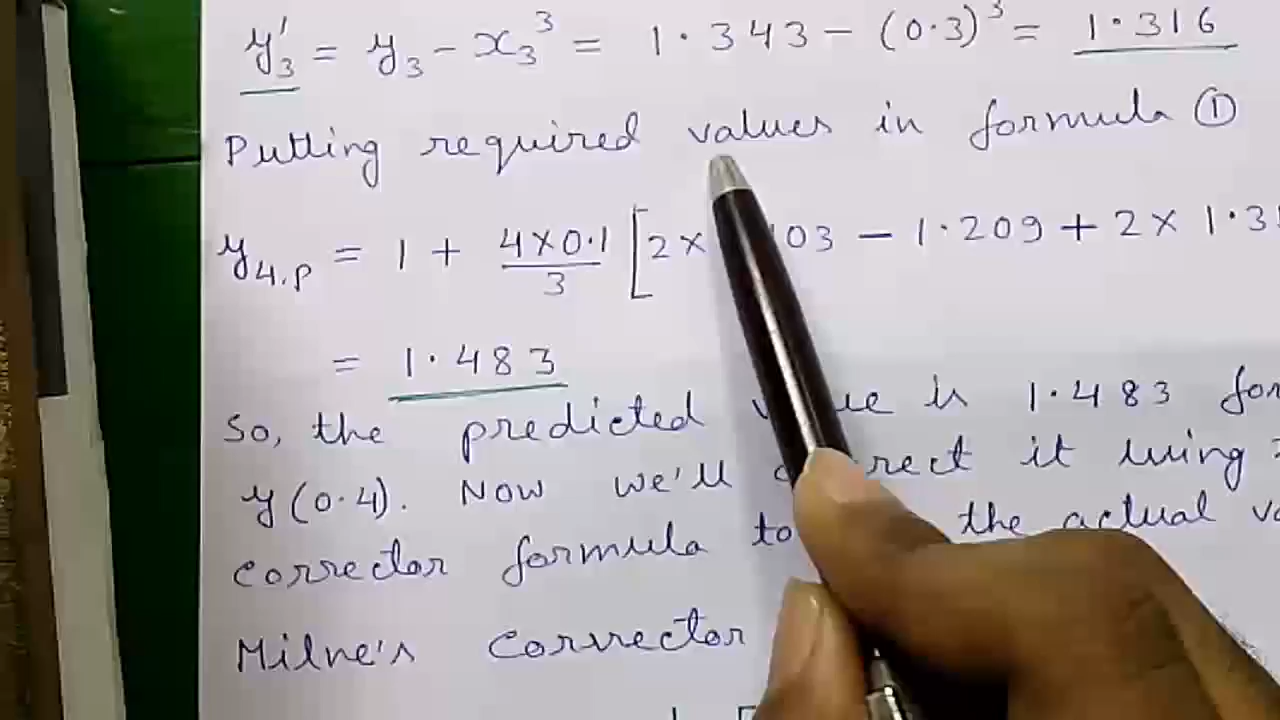 y₃' = y₃ - x₃³ = 1.343 - (0.3)³ = 1.316
Putting required values in formula ①
y₄.p = 1 + 4×0.1/3 [2× 03 - 1.209 + 2 × 1.3
= 1.483
So, the predicted is 1.483 for
y(0.4). Now we'll it using
corrector formula to the actual
Milne's Corrector